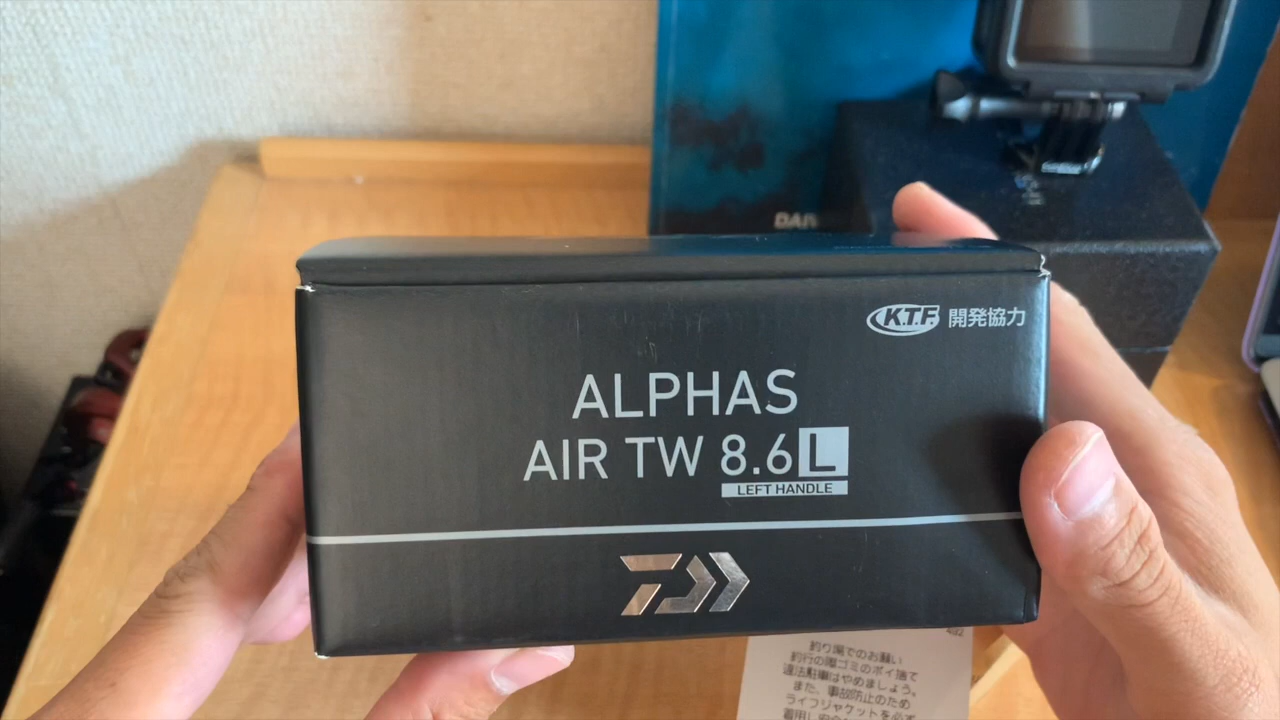 K.T.F. 開発協力
ALPHAS
AIR TW 8.6L
LEFT HANDLE
釣り場でのお願い
釣行の際ゴミのポイ捨て
違法駐車はやめましょう。
また、事故防止のため
ライフジャケットを必ず